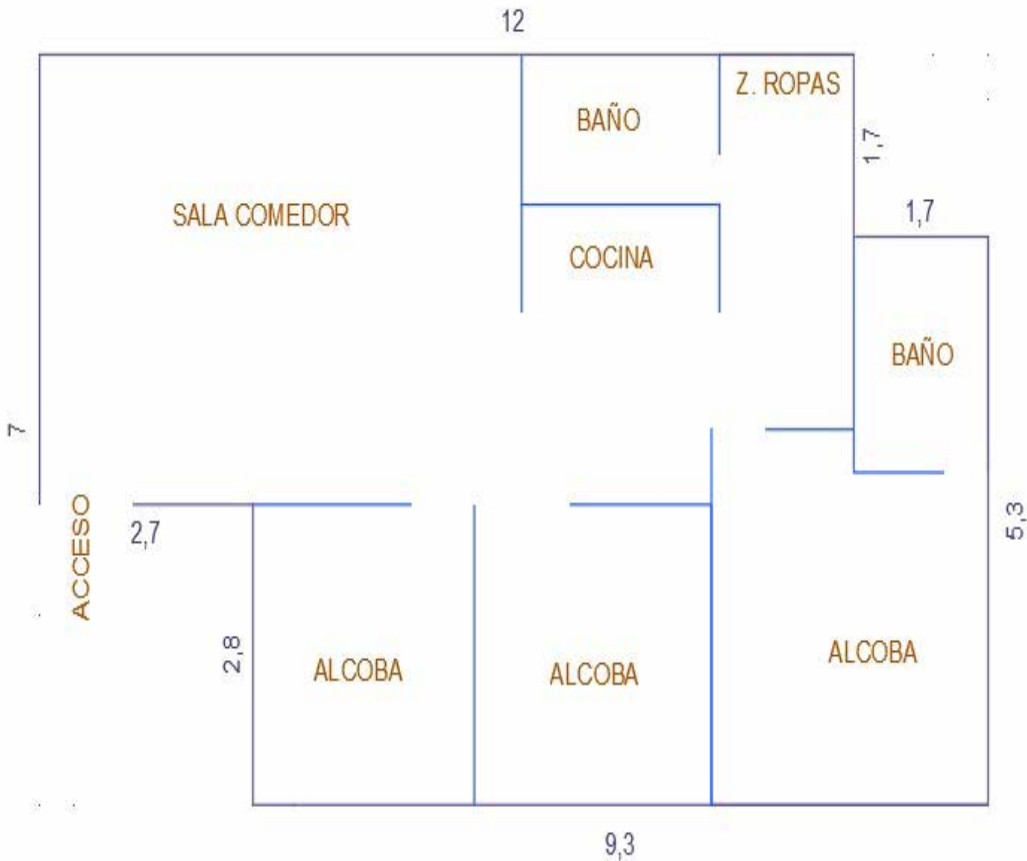 12
Z. ROPAS
BAÑO
1,7
SALA COMEDOR
1,7
COCINA
BAÑO
7
2,7
ACCESO
5,3
2,8
ALCOBA
ALCOBA
ALCOBA
9,3